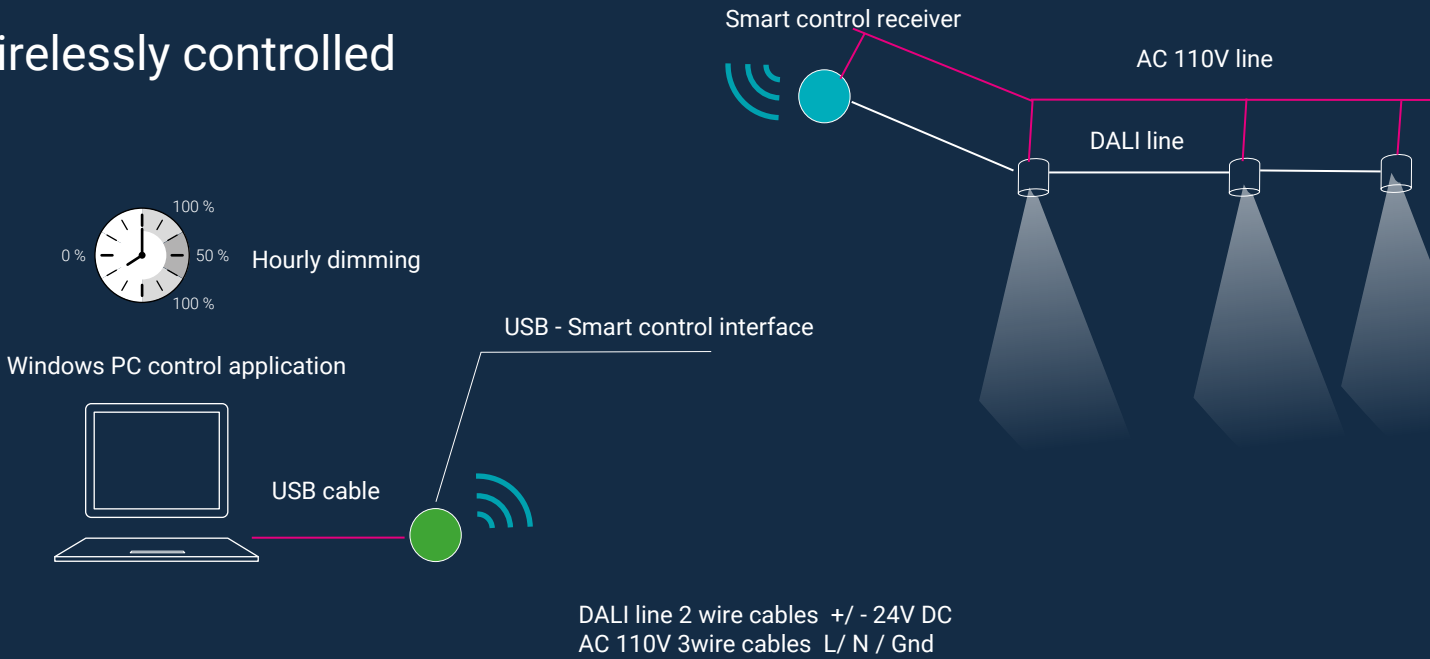 irelessly controlled
Smart control receiver
AC 110V line
DALI line
100 %
0 %
50 %
Hourly dimming
100 %
USB - Smart control interface
Windows PC control application
USB cable
DALI line 2 wire cables +/ - 24V DC
AC 110V 3wire cables L/ N / Gnd